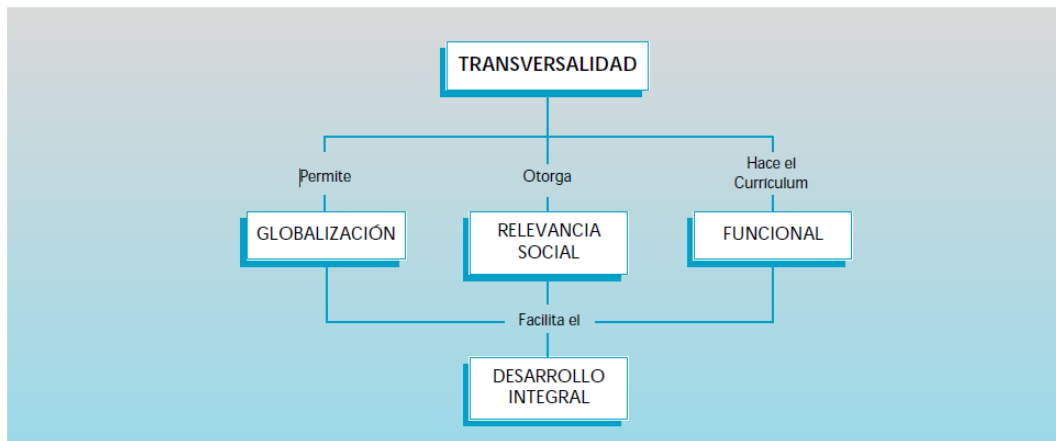 TRANSVERSALIDAD
Permite
Otorga
Hace el
Curriculum
GLOBALIZACIÓN
RELEVANCIA
SOCIAL
FUNCIONAL
Facilita el
DESARROLLO
INTEGRAL